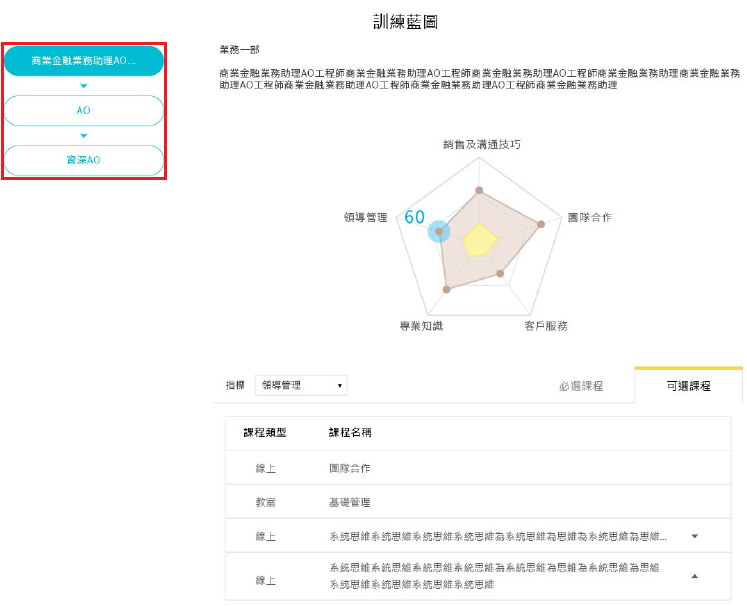 訓練藍圖
商業金融業務助理AO...
AO
資深AO
業務一部
商業金融業務助理AO工程師商業金融業務助理AO工程師商業金融業務助理AO工程師商業金融業務助理商業金融業務
助理AO工程師商業金融業務助理AO工程師商業金融業務助理AO工程師商業金融業務助理
銷售及溝通技巧
領導管理 60 團隊合作
專業知識 客戶服務
指標 領導管理 必選課程 可選課程
課程類型 課程名稱
線上 團隊合作
教室 基礎管理
線上 系統思維系統思維系統思維系統思維為系統思維為思維為系統思維為思維...
系統思維系統思維系統思維系統思維為系統思維為思維為系統思維為思維
線上
系統思維系統思維系統思維系統思維